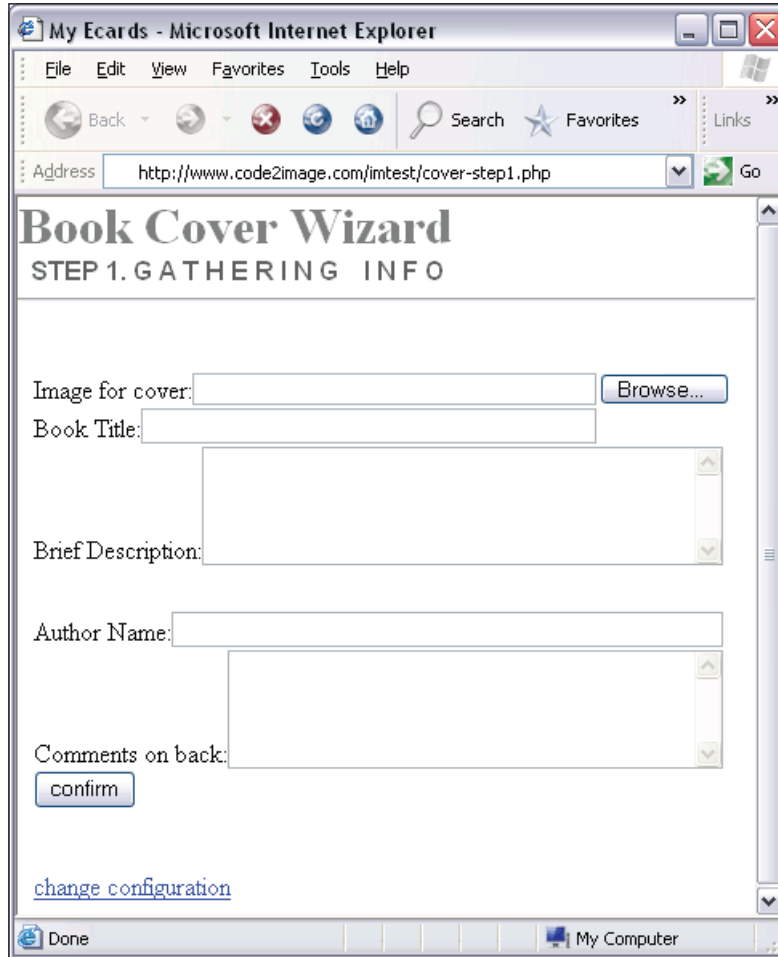 My Ecards - Microsoft Internet Explorer
File Edit View Favorites Tools Help
Back Search Favorites » Links »
Address http://www.code2image.com/imtest/cover-step1.php Go
Book Cover Wizard
STEP 1. GATHERING INFO
Image for cover: Browse...
Book Title:
Brief Description:
Author Name:
Comments on back:
confirm
change configuration
Done My Computer